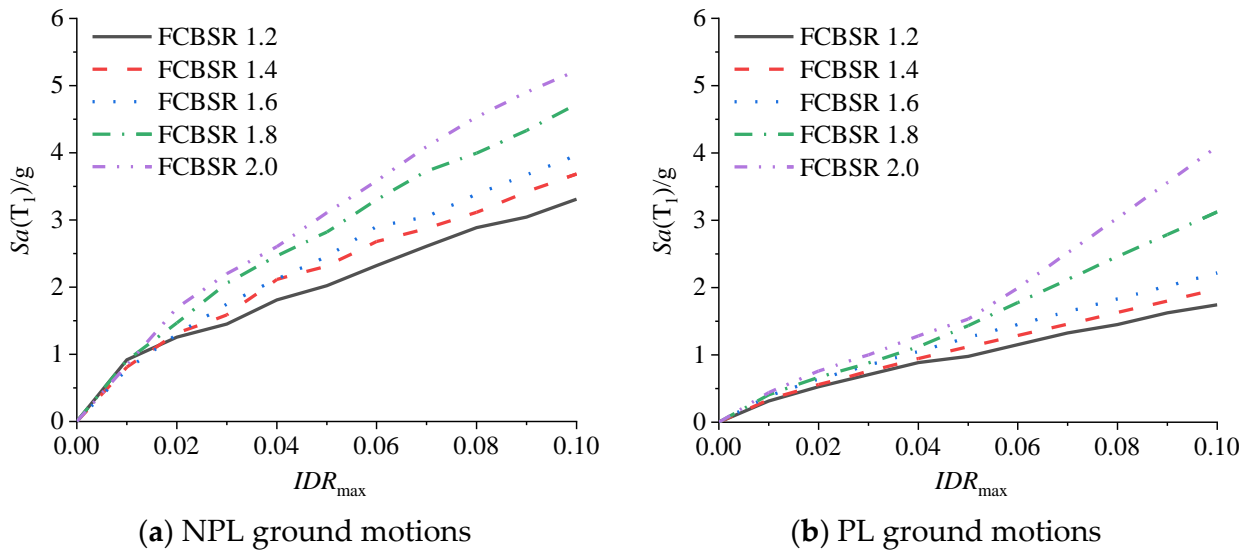 6
5
4
3
2
1
0
Sa(T₁)/g
FCBSR 1.2
FCBSR 1.4
FCBSR 1.6
FCBSR 1.8
FCBSR 2.0
0.00 0.02 0.04 0.06 0.08 0.10
IDRmax
(a) NPL ground motions
6
5
4
3
2
1
0
Sa(T₁)/g
FCBSR 1.2
FCBSR 1.4
FCBSR 1.6
FCBSR 1.8
FCBSR 2.0
0.00 0.02 0.04 0.06 0.08 0.10
IDRmax
(b) PL ground motions